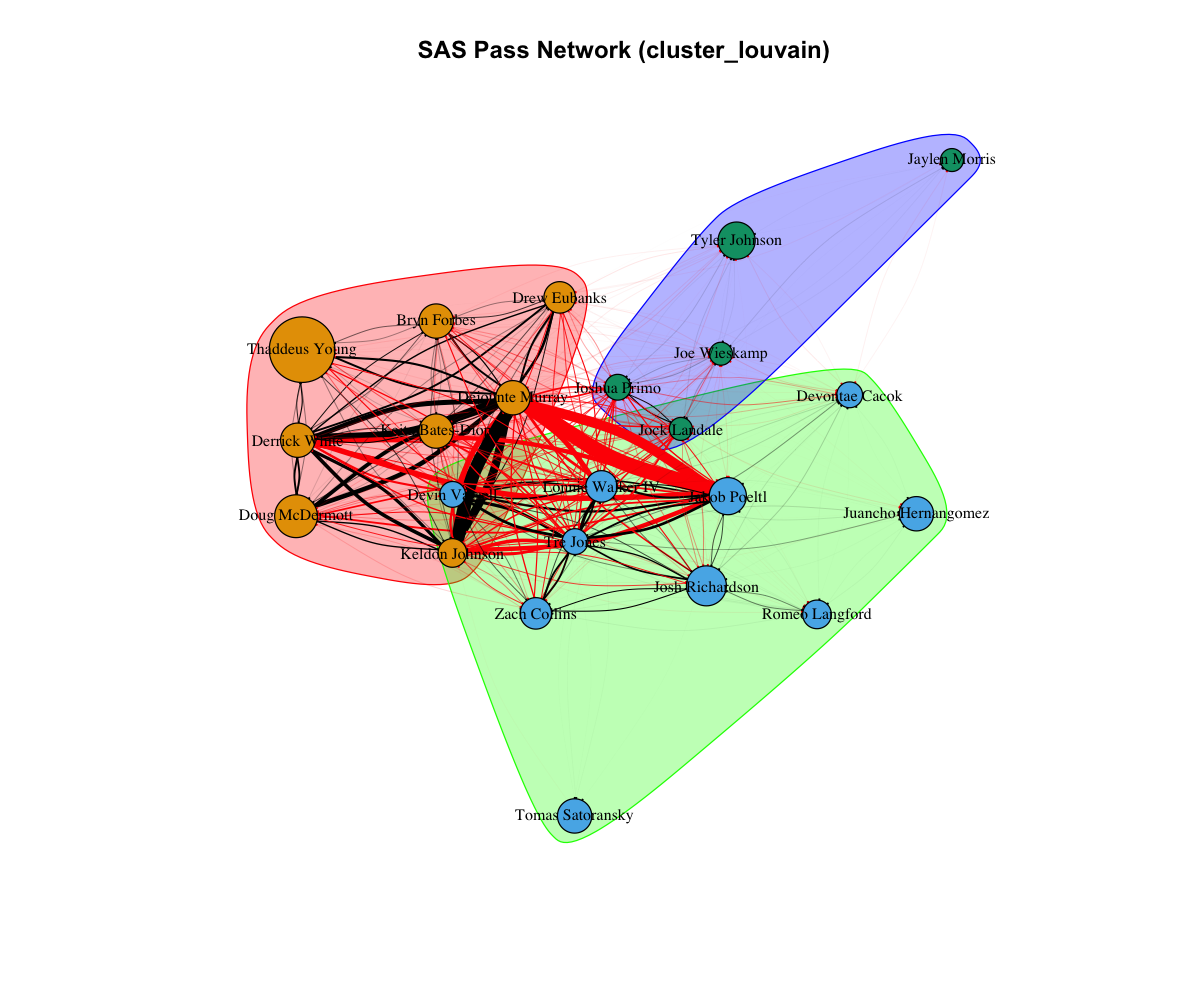 SAS Pass Network (cluster_louvain)
Jaylen Morris
Tyler Johnson
Drew Eubanks
Bryn Forbes
Thaddeus Young
Joe Wieskamp
Joshua Primo
Dejounte Murray
Devontae Cacok
Keita Bates-Diop
Jock Landale
Derrick White
Devin Vassell
Lonnie Walker IV
Jacob Poeltl
Doug McDermott
Juancho Hernangomez
Tre Jones
Keldon Johnson
Josh Richardson
Zach Collins
Romeo Langford
Tomas Satoransky